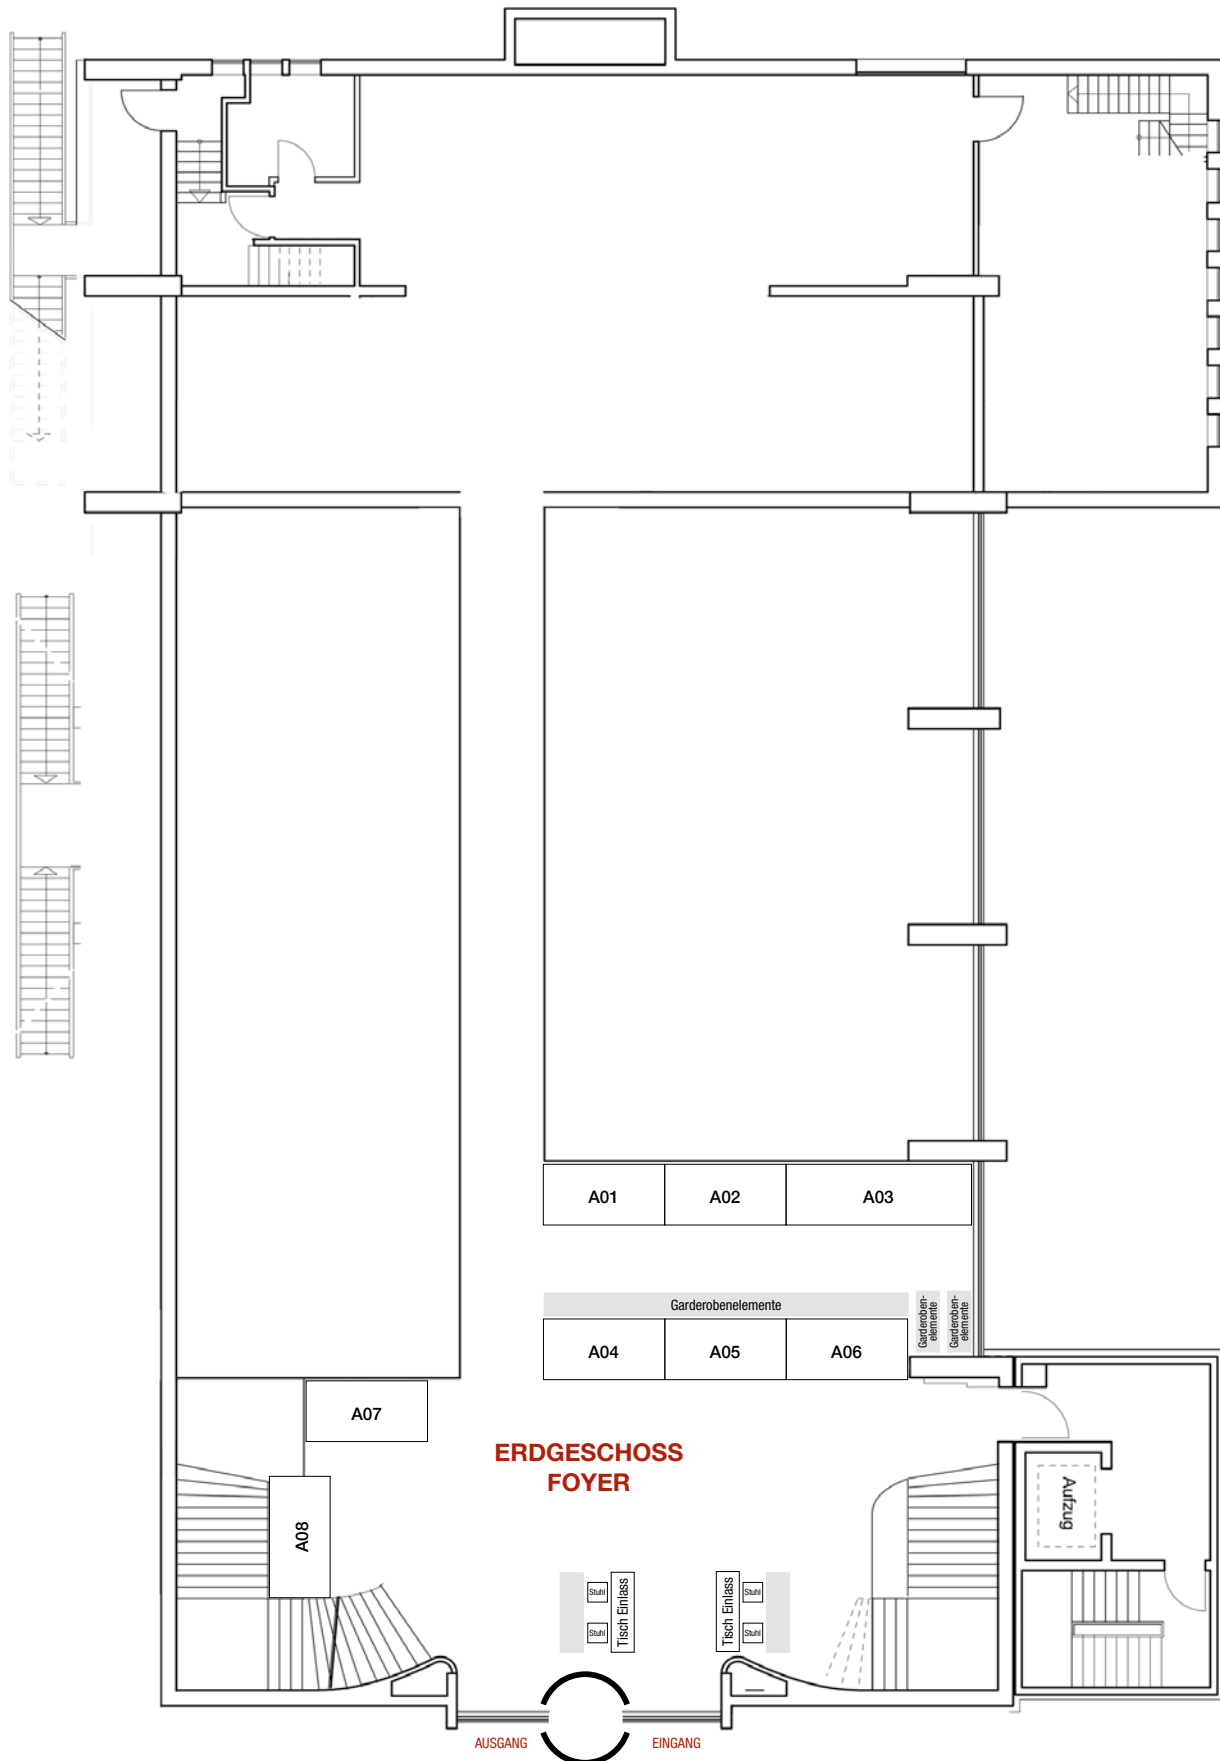 A01
A02
A03
Garderobenelemente
Garderoben-
elemente
Garderoben-
elemente
A04
A05
A06
A07
ERDGESCHOSS
FOYER
A08
Aufzug
Stuhl
Stuhl
Tisch Einlass
Tisch Einlass
Stuhl
Stuhl
AUSGANG
EINGANG